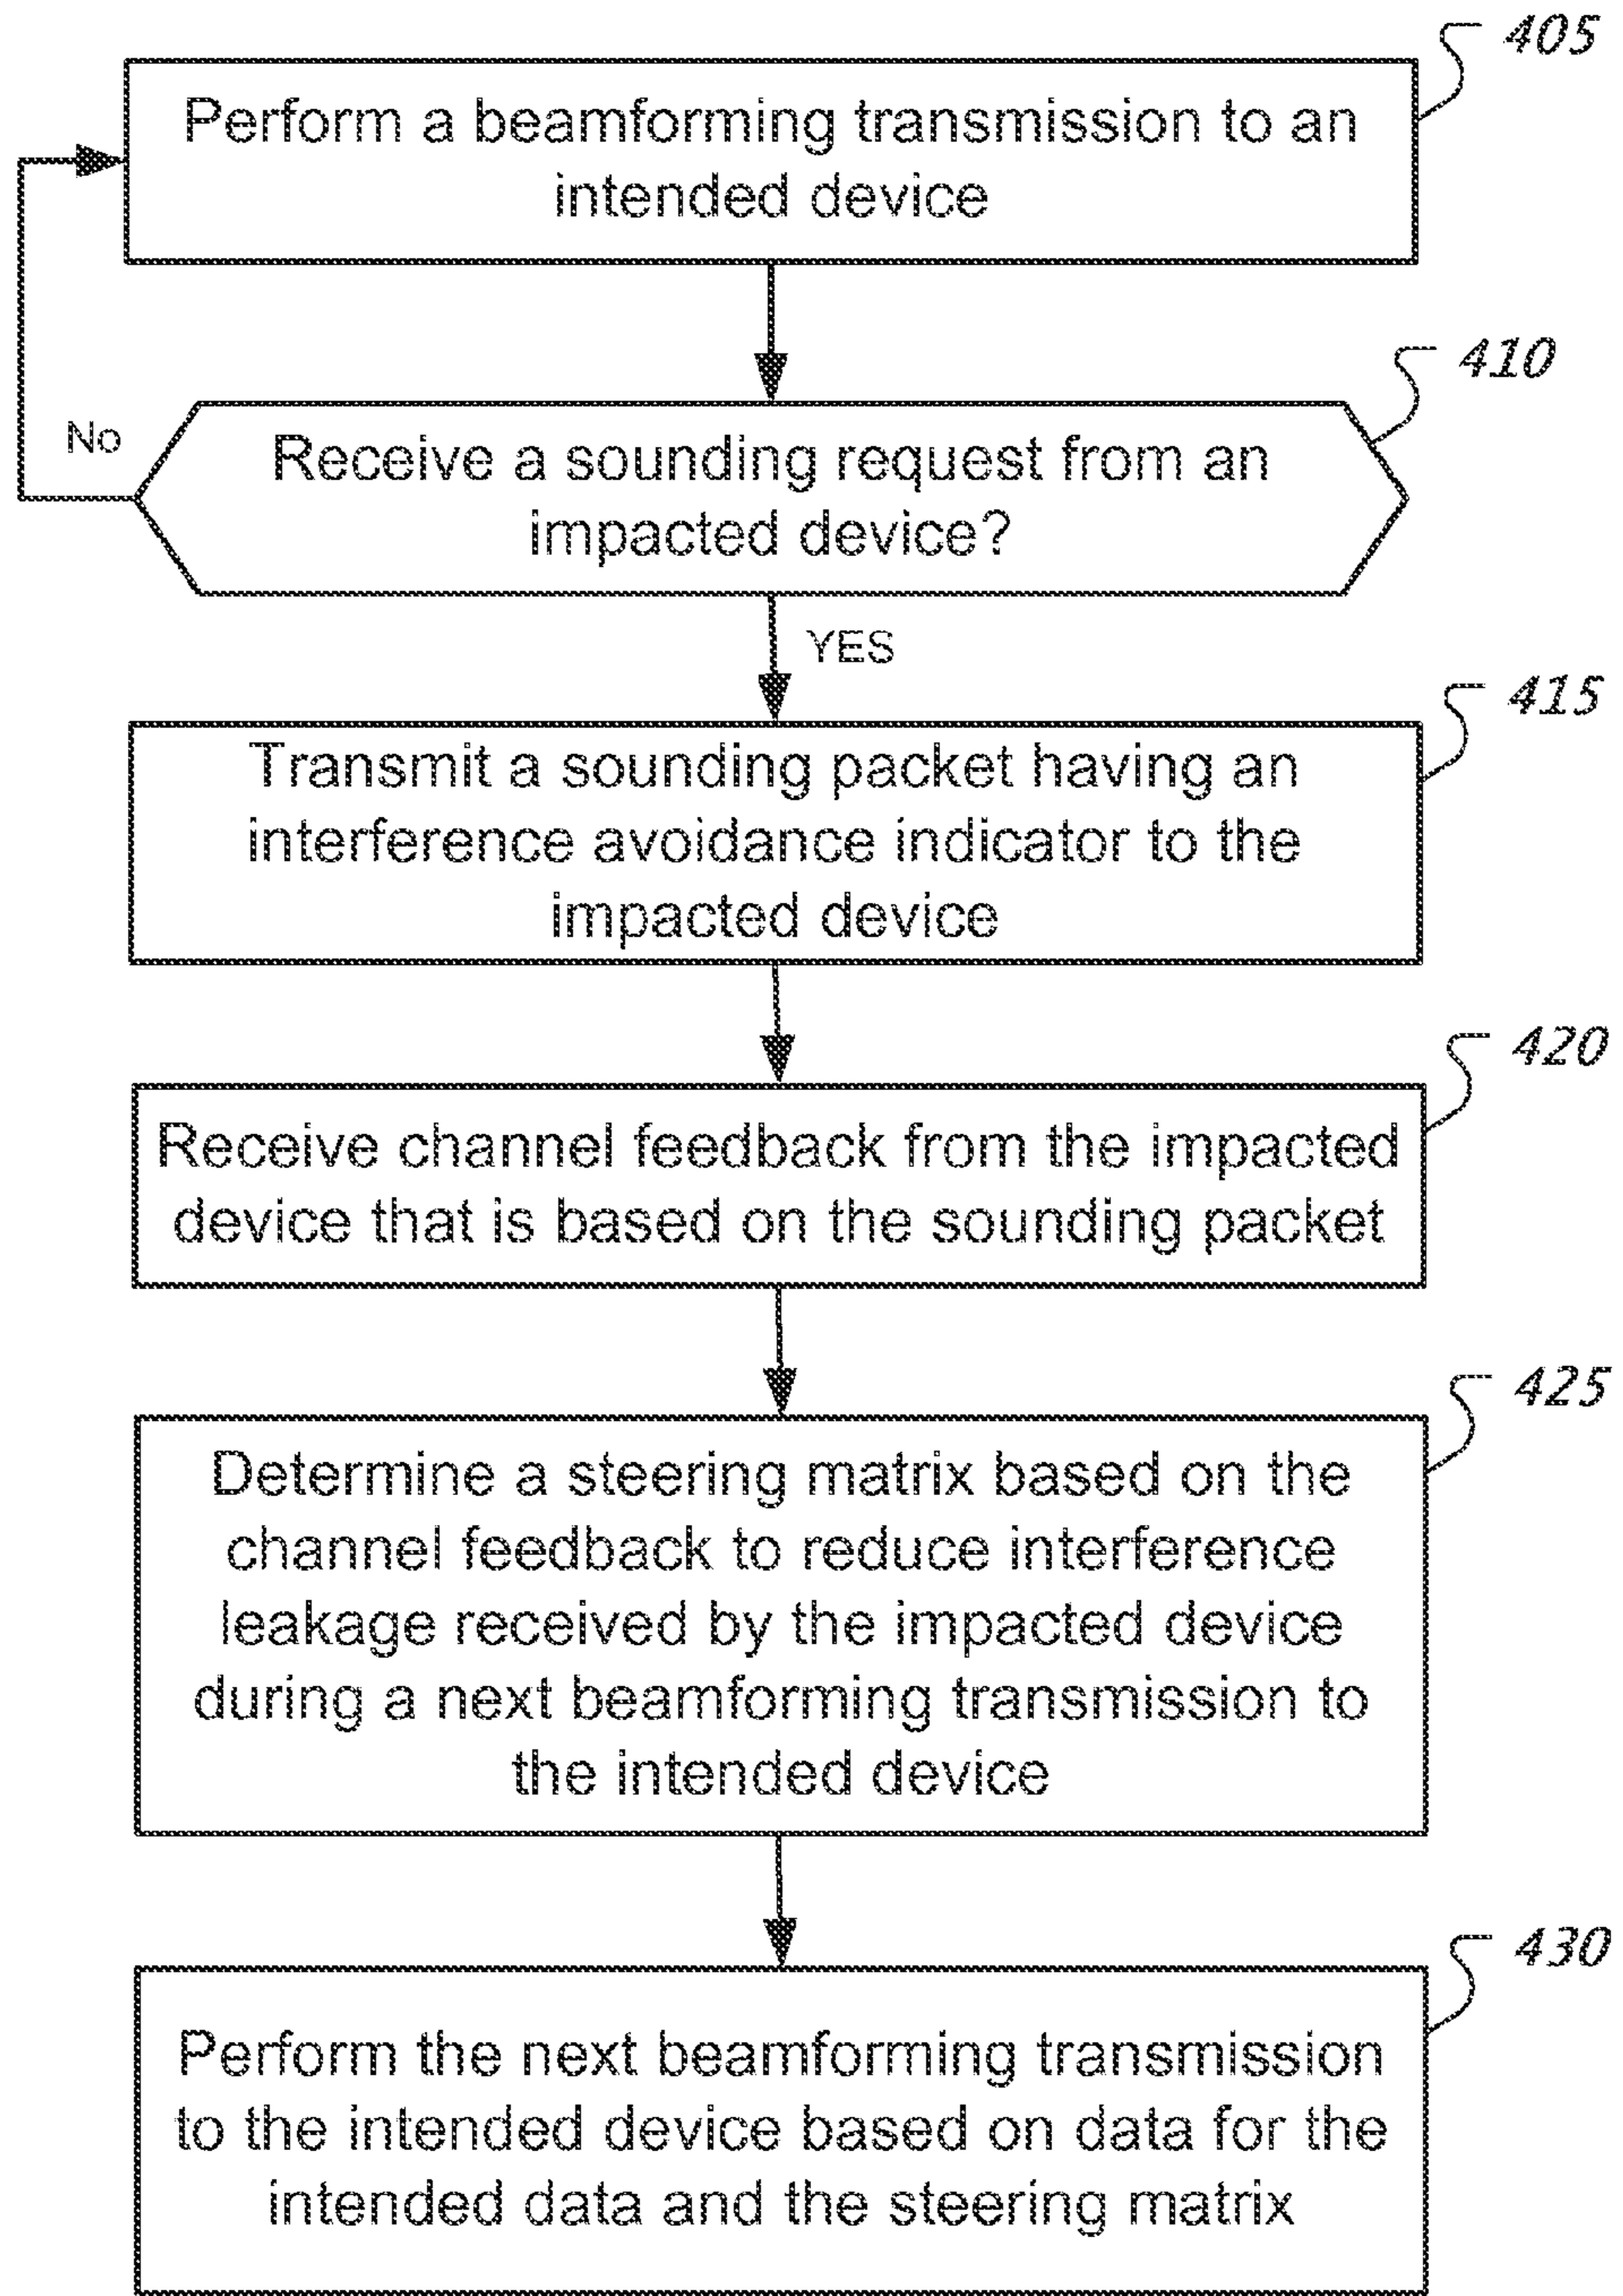 405
Perform a beamforming transmission to an
intended device
410
No
Receive a sounding request from an
impacted device?
YES
415
Transmit a sounding packet having an
interference avoidance indicator to the
impacted device
420
Receive channel feedback from the impacted
device that is based on the sounding packet
425
Determine a steering matrix based on the
channel feedback to reduce interference
leakage received by the impacted device
during a next beamforming transmission to
the intended device
430
Perform the next beamforming transmission
to the intended device based on data for the
intended data and the steering matrix